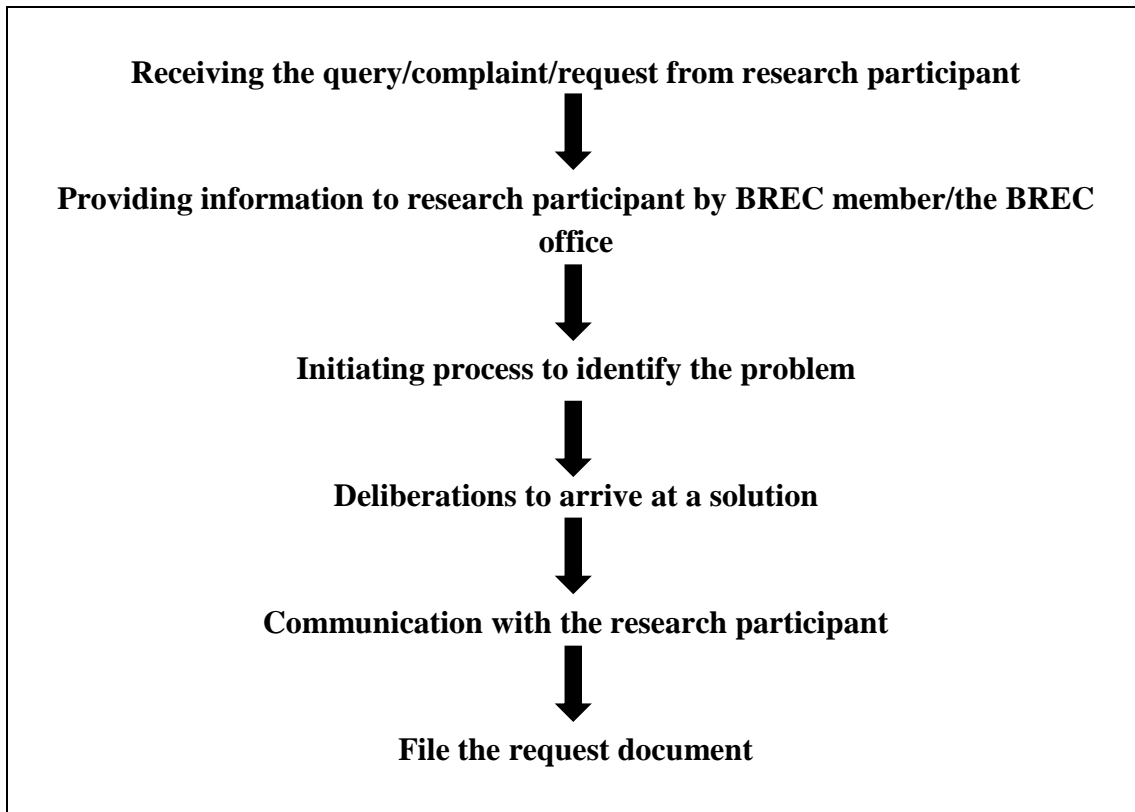 Receiving the query/complaint/request from research participant
Providing information to research participant by BREC member/the BREC
office
Initiating process to identify the problem
Deliberations to arrive at a solution
Communication with the research participant
File the request document